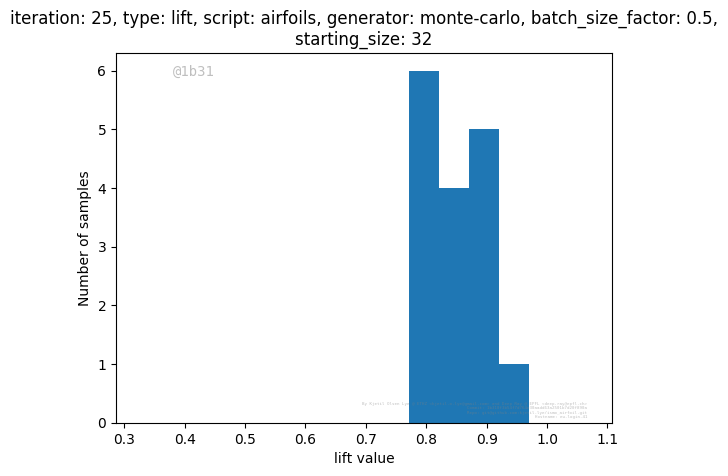 iteration: 25, type: lift, script: airfoils, generator: monte-carlo, batch_size_factor: 0.5,
starting_size: 32
@1b31
6
5
4
3
2
1
0
Number of samples
0.3 0.4 0.5 0.6 0.7 0.8 0.9 1.0 1.1
lift value